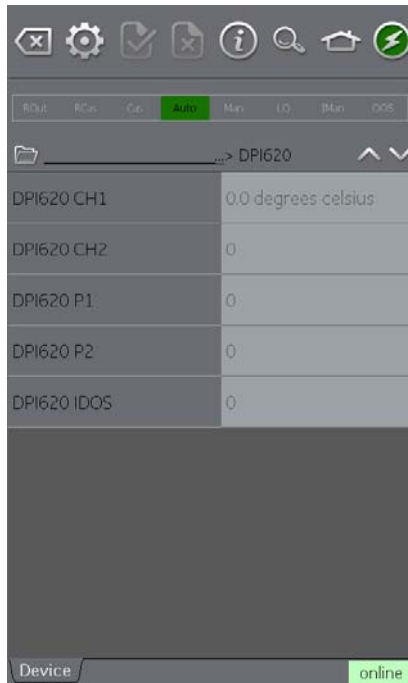 ROut RCas Cas Auto Man LO IMan OOS
...> DPI620
DPI620 CH1 0.0 degrees celsius
DPI620 CH2 0
DPI620 P1 0
DPI620 P2 0
DPI620 IDOS 0
Device online